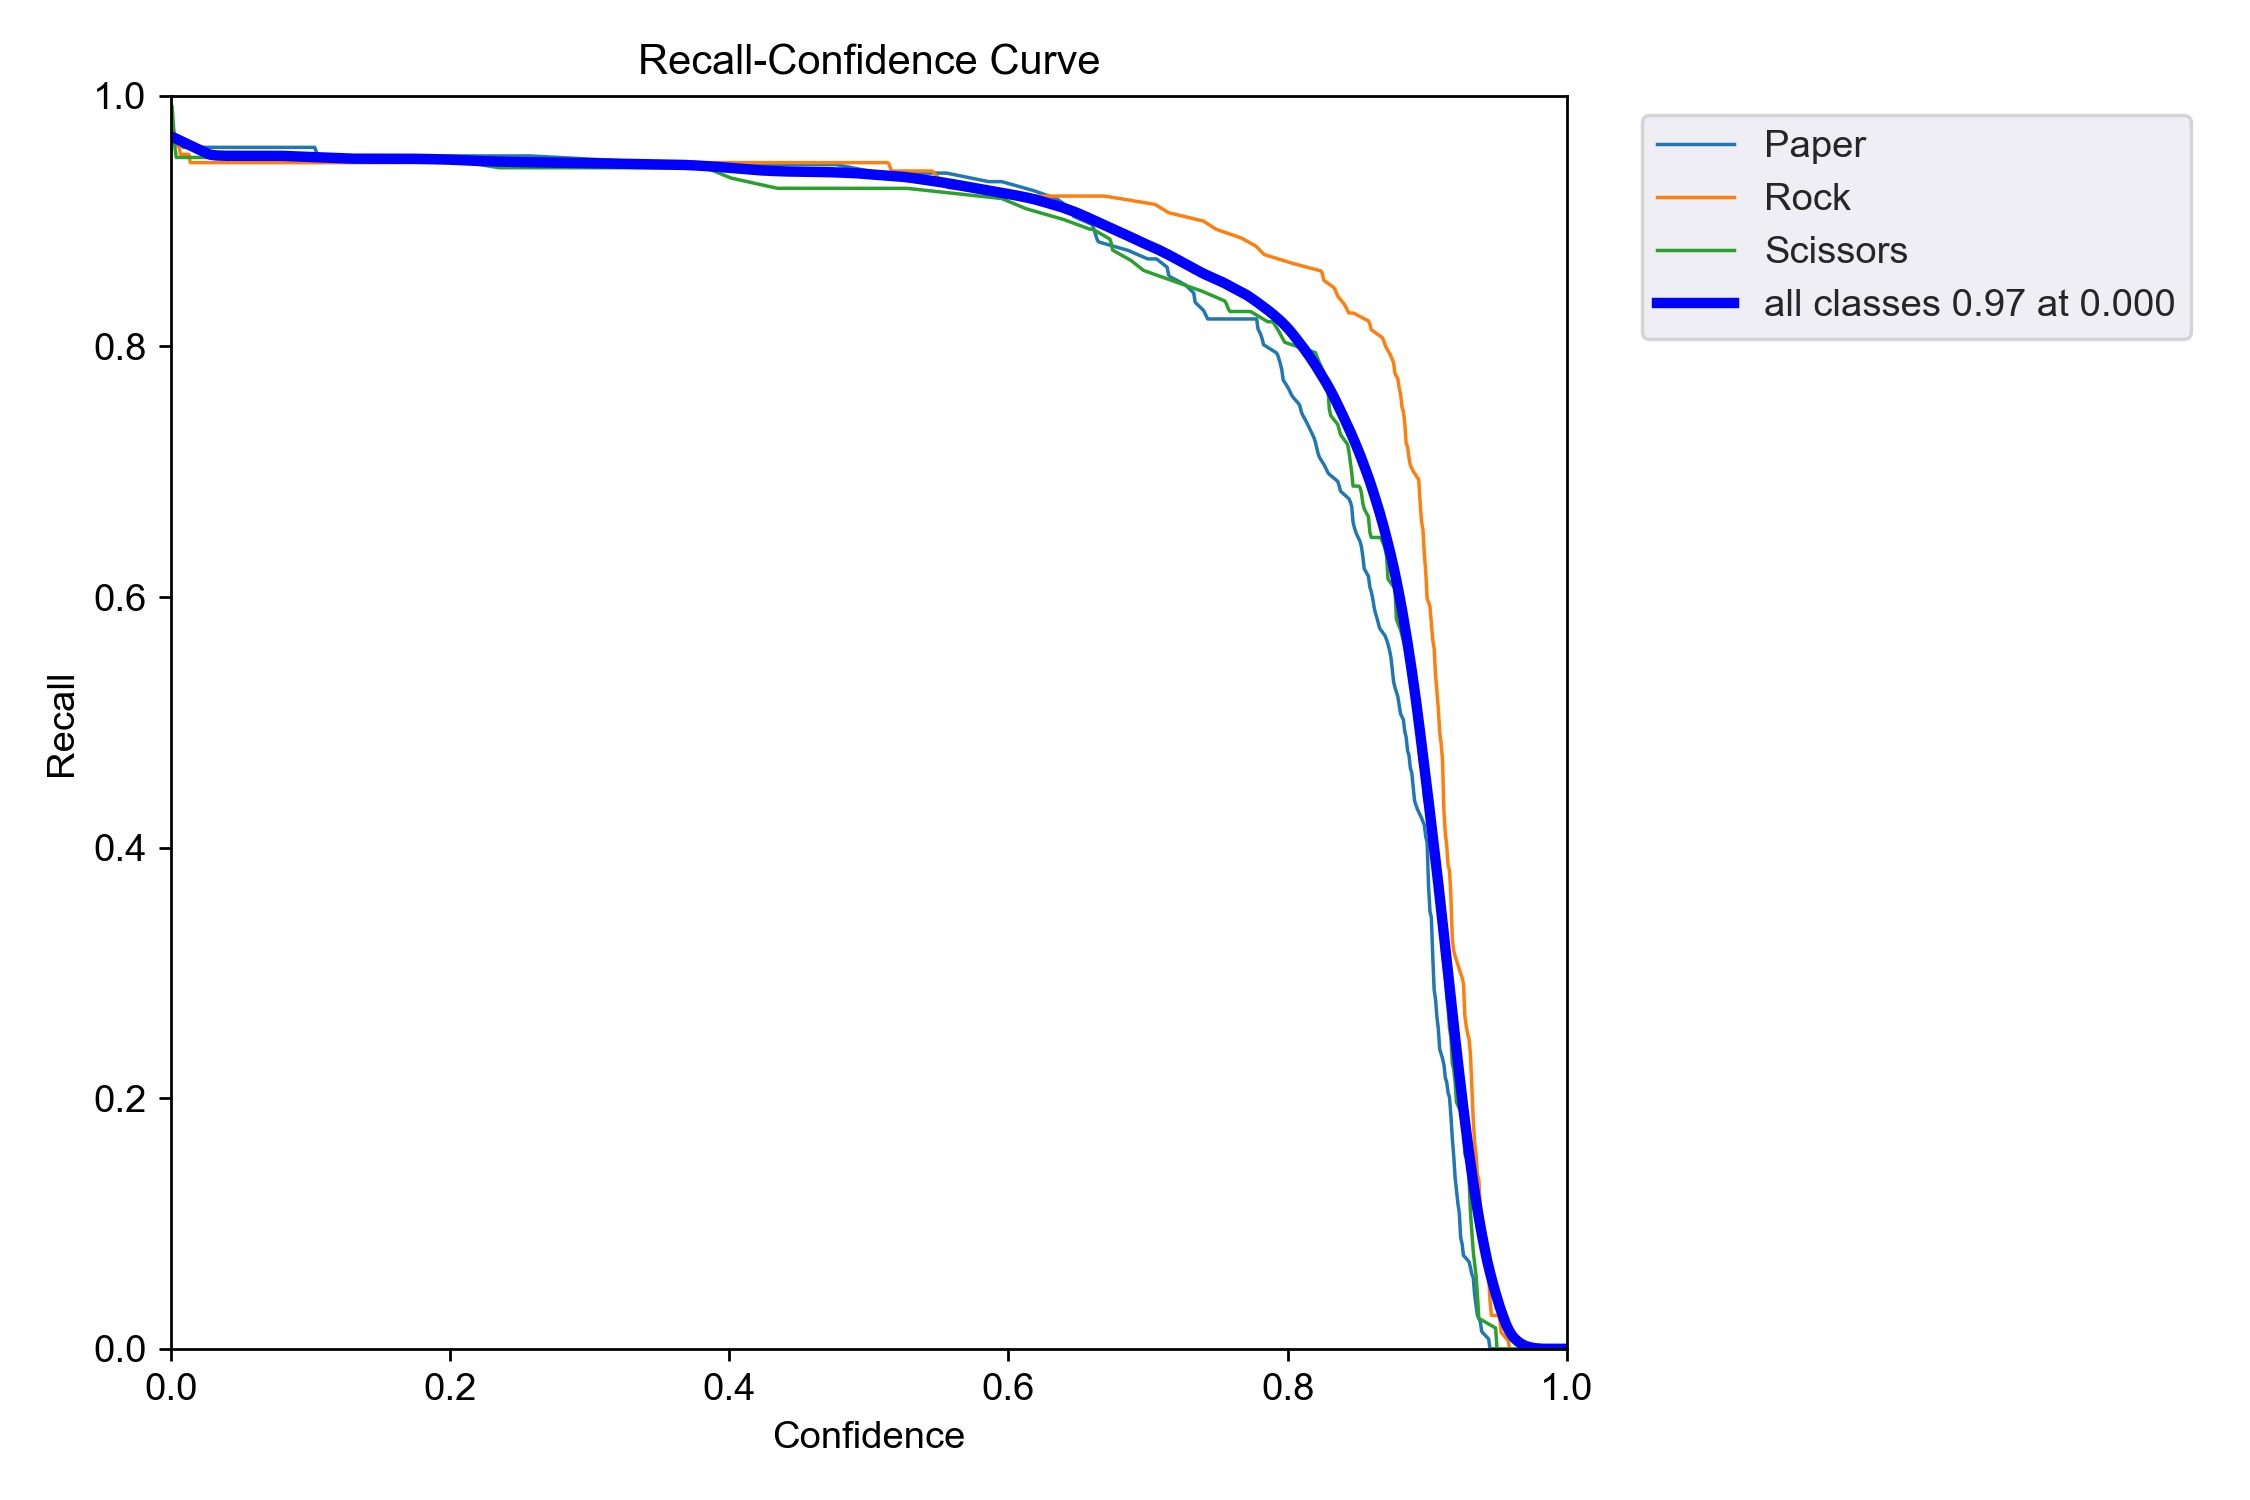 Recall-Confidence Curve
1.0
0.8
0.6
0.4
0.2
0.0
Recall
0.0 0.2 0.4 0.6 0.8 1.0
Confidence
Paper
Rock
Scissors
all classes 0.97 at 0.000